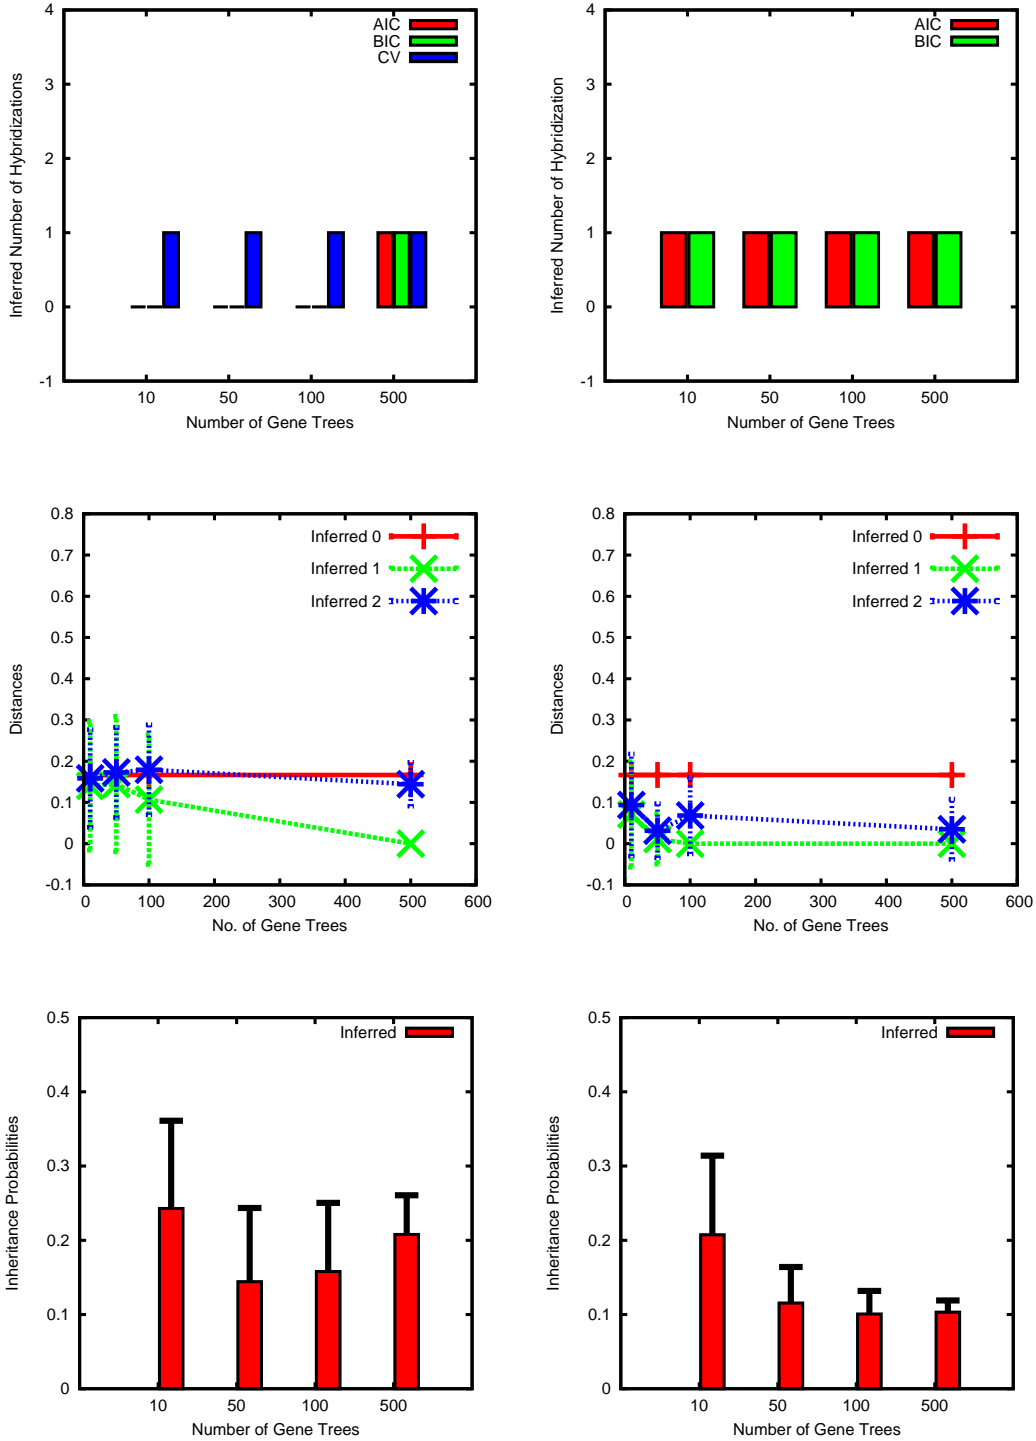 4
3
2
1
0
-1
Inferred Number of Hybridizations
AIC
BIC
CV
10
50
100
500
Number of Gene Trees
4
3
2
1
0
-1
Inferred Number of Hybridization
AIC
BIC
10
50
100
500
Number of Gene Trees
0.8
0.7
0.6
0.5
0.4
0.3
0.2
0.1
0
-0.1
Distances
Inferred 0
Inferred 1
Inferred 2
0
100
200
300
400
500
600
No. of Gene Trees
0.8
0.7
0.6
0.5
0.4
0.3
0.2
0.1
0
-0.1
Distances
Inferred 0
Inferred 1
Inferred 2
0
100
200
300
400
500
600
No. of Gene Trees
0.5
0.4
0.3
0.2
0.1
0
Inheritance Probabilities
Inferred
10
50
100
500
Number of Gene Trees
0.5
0.4
0.3
0.2
0.1
0
Inheritance Probabilities
Inferred
10
50
100
500
Number of Gene Trees